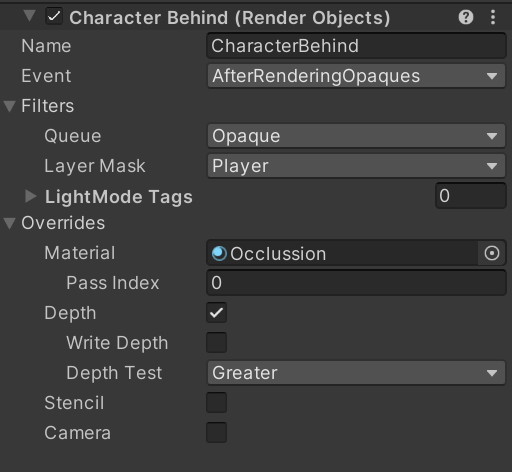 Character Behind (Render Objects)
Name CharacterBehind
Event AfterRenderingOpaques
Filters
Queue Opaque
Layer Mask Player
LightMode Tags 0
Overrides
Material Occlussion
Pass Index 0
Depth
Write Depth
Depth Test Greater
Stencil
Camera